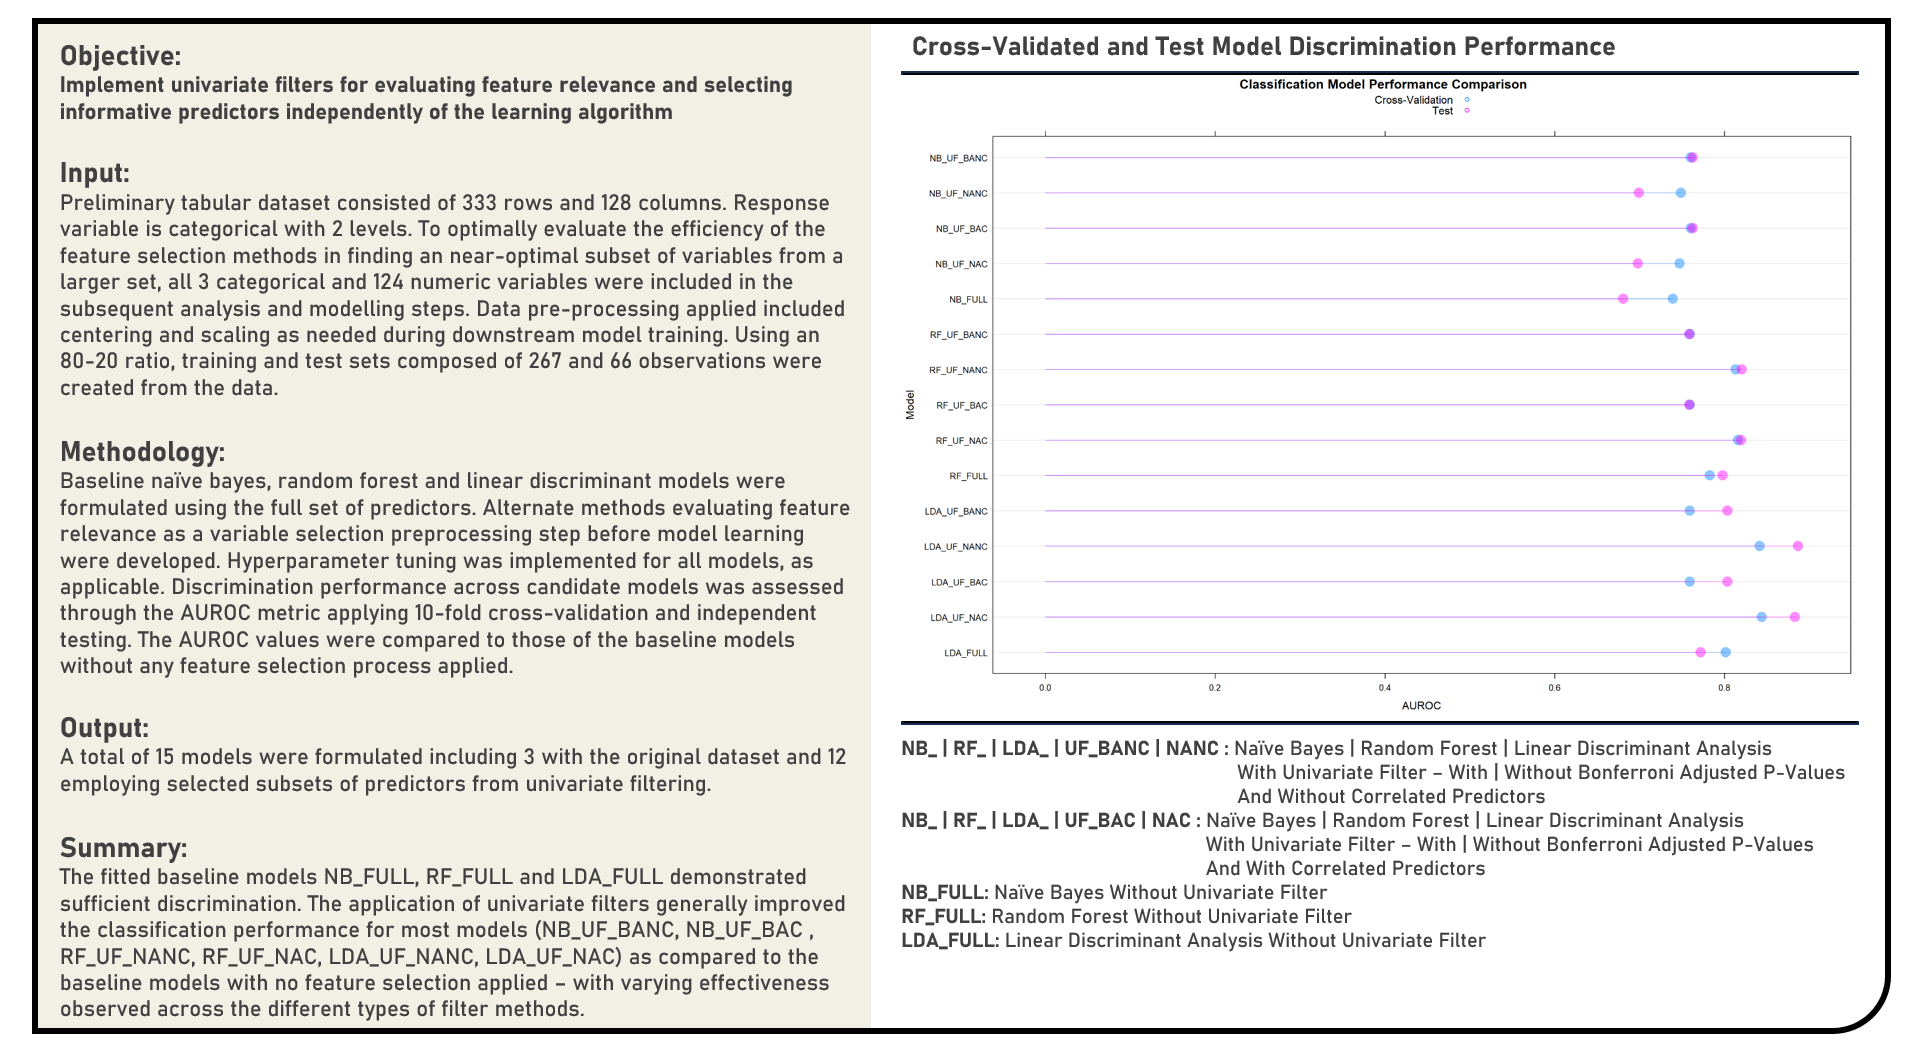 Objective:
Implement univariate filters for evaluating feature relevance and selecting
informative predictors independently of the learning algorithm
Input:
Preliminary tabular dataset consisted of 333 rows and 128 columns. Response
variable is categorical with 2 levels. To optimally evaluate the efficiency of the
feature selection methods in finding an near-optimal subset of variables from a
larger set, all 3 categorical and 124 numeric variables were included in the
subsequent analysis and modelling steps. Data pre-processing applied included
centering and scaling as needed during downstream model training. Using an
80-20 ratio, training and test sets composed of 267 and 66 observations were
created from the data.
Methodology:
Baseline naïve bayes, random forest and linear discriminant models were
formulated using the full set of predictors. Alternate methods evaluating feature
relevance as a variable selection preprocessing step before model learning
were developed. Hyperparameter tuning was implemented for all models, as
applicable. Discrimination performance across candidate models was assessed
through the AUROC metric applying 10-fold cross-validation and independent
testing. The AUROC values were compared to those of the baseline models
without any feature selection process applied.
Output:
A total of 15 models were formulated including 3 with the original dataset and 12
employing selected subsets of predictors from univariate filtering.
Summary:
The fitted baseline models NB_FULL, RF_FULL and LDA_FULL demonstrated
sufficient discrimination. The application of univariate filters generally improved
the classification performance for most models (NB_UF_BANC, NB_UF_BAC ,
RF_UF_NANC, RF_UF_NAC, LDA_UF_NANC, LDA_UF_NAC) as compared to the
baseline models with no feature selection applied – with varying effectiveness
observed across the different types of filter methods.
Cross-Validated and Test Model Discrimination Performance
Classification Model Performance Comparison
Cross-Validation
Test
NB_UF_BANC
NB_UF_NANC
NB_UF_BAC
NB_UF_NAC
NB_FULL
RF_UF_BANC
RF_UF_NANC
RF_UF_BAC
RF_UF_NAC
RF_FULL
LDA_UF_BANC
LDA_UF_NANC
LDA_UF_BAC
LDA_UF_NAC
LDA_FULL
Model
0.0 0.2 0.4 0.6 0.8
AUROC
NB_ | RF_ | LDA_ | UF_BANC | NANC : Naïve Bayes | Random Forest | Linear Discriminant Analysis
With Univariate Filter – With | Without Bonferroni Adjusted P-Values
And Without Correlated Predictors
NB_ | RF_ | LDA_ | UF_BAC | NAC : Naïve Bayes | Random Forest | Linear Discriminant Analysis
With Univariate Filter – With | Without Bonferroni Adjusted P-Values
And With Correlated Predictors
NB_FULL: Naïve Bayes Without Univariate Filter
RF_FULL: Random Forest Without Univariate Filter
LDA_FULL: Linear Discriminant Analysis Without Univariate Filter